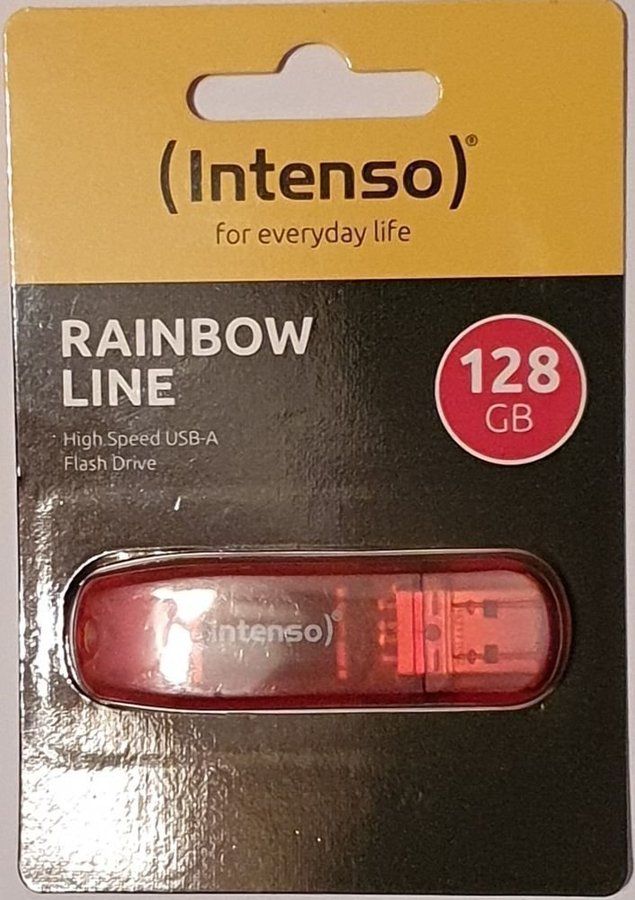 (Intenso)®
for everyday life
RAINBOW
LINE
High Speed USB-A
Flash Drive
128
GB
(intenso)®